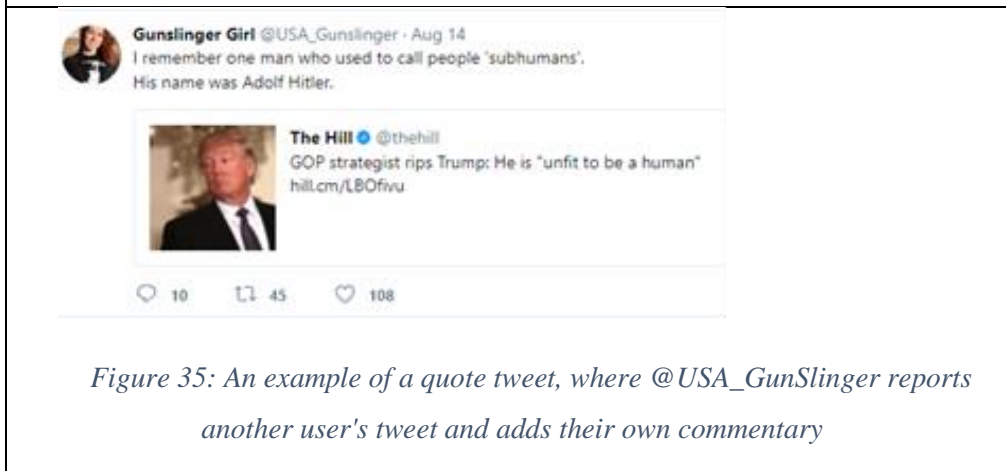 Gunslinger Girl @USA_Gunslinger · Aug 14
I remember one man who used to call people 'subhumans'.
His name was Adolf Hitler.
The Hill @thehill
GOP strategist rips Trump: He is "unfit to be a human"
hill.cm/LBOfivu
10 45 108
Figure 35: An example of a quote tweet, where @USA_GunSlinger reports
another user's tweet and adds their own commentary